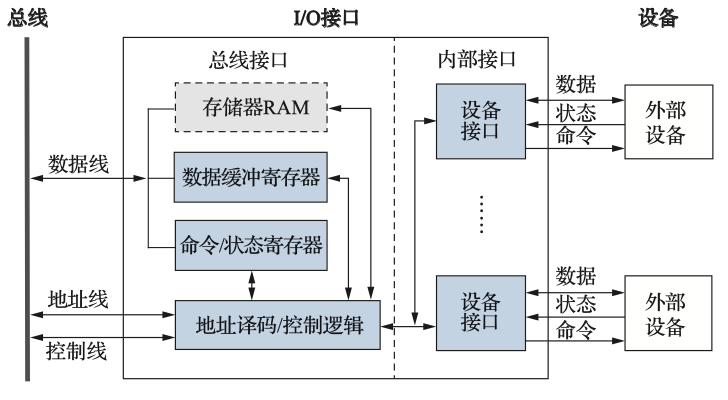 总线
I/O接口
设备
总线接口
内部接口
存储器RAM
数据缓冲寄存器
命令/状态寄存器
地址译码/控制逻辑
数据线
地址线
控制线
设备
接口
数据
状态
命令
外部
设备
设备
接口
数据
状态
命令
外部
设备